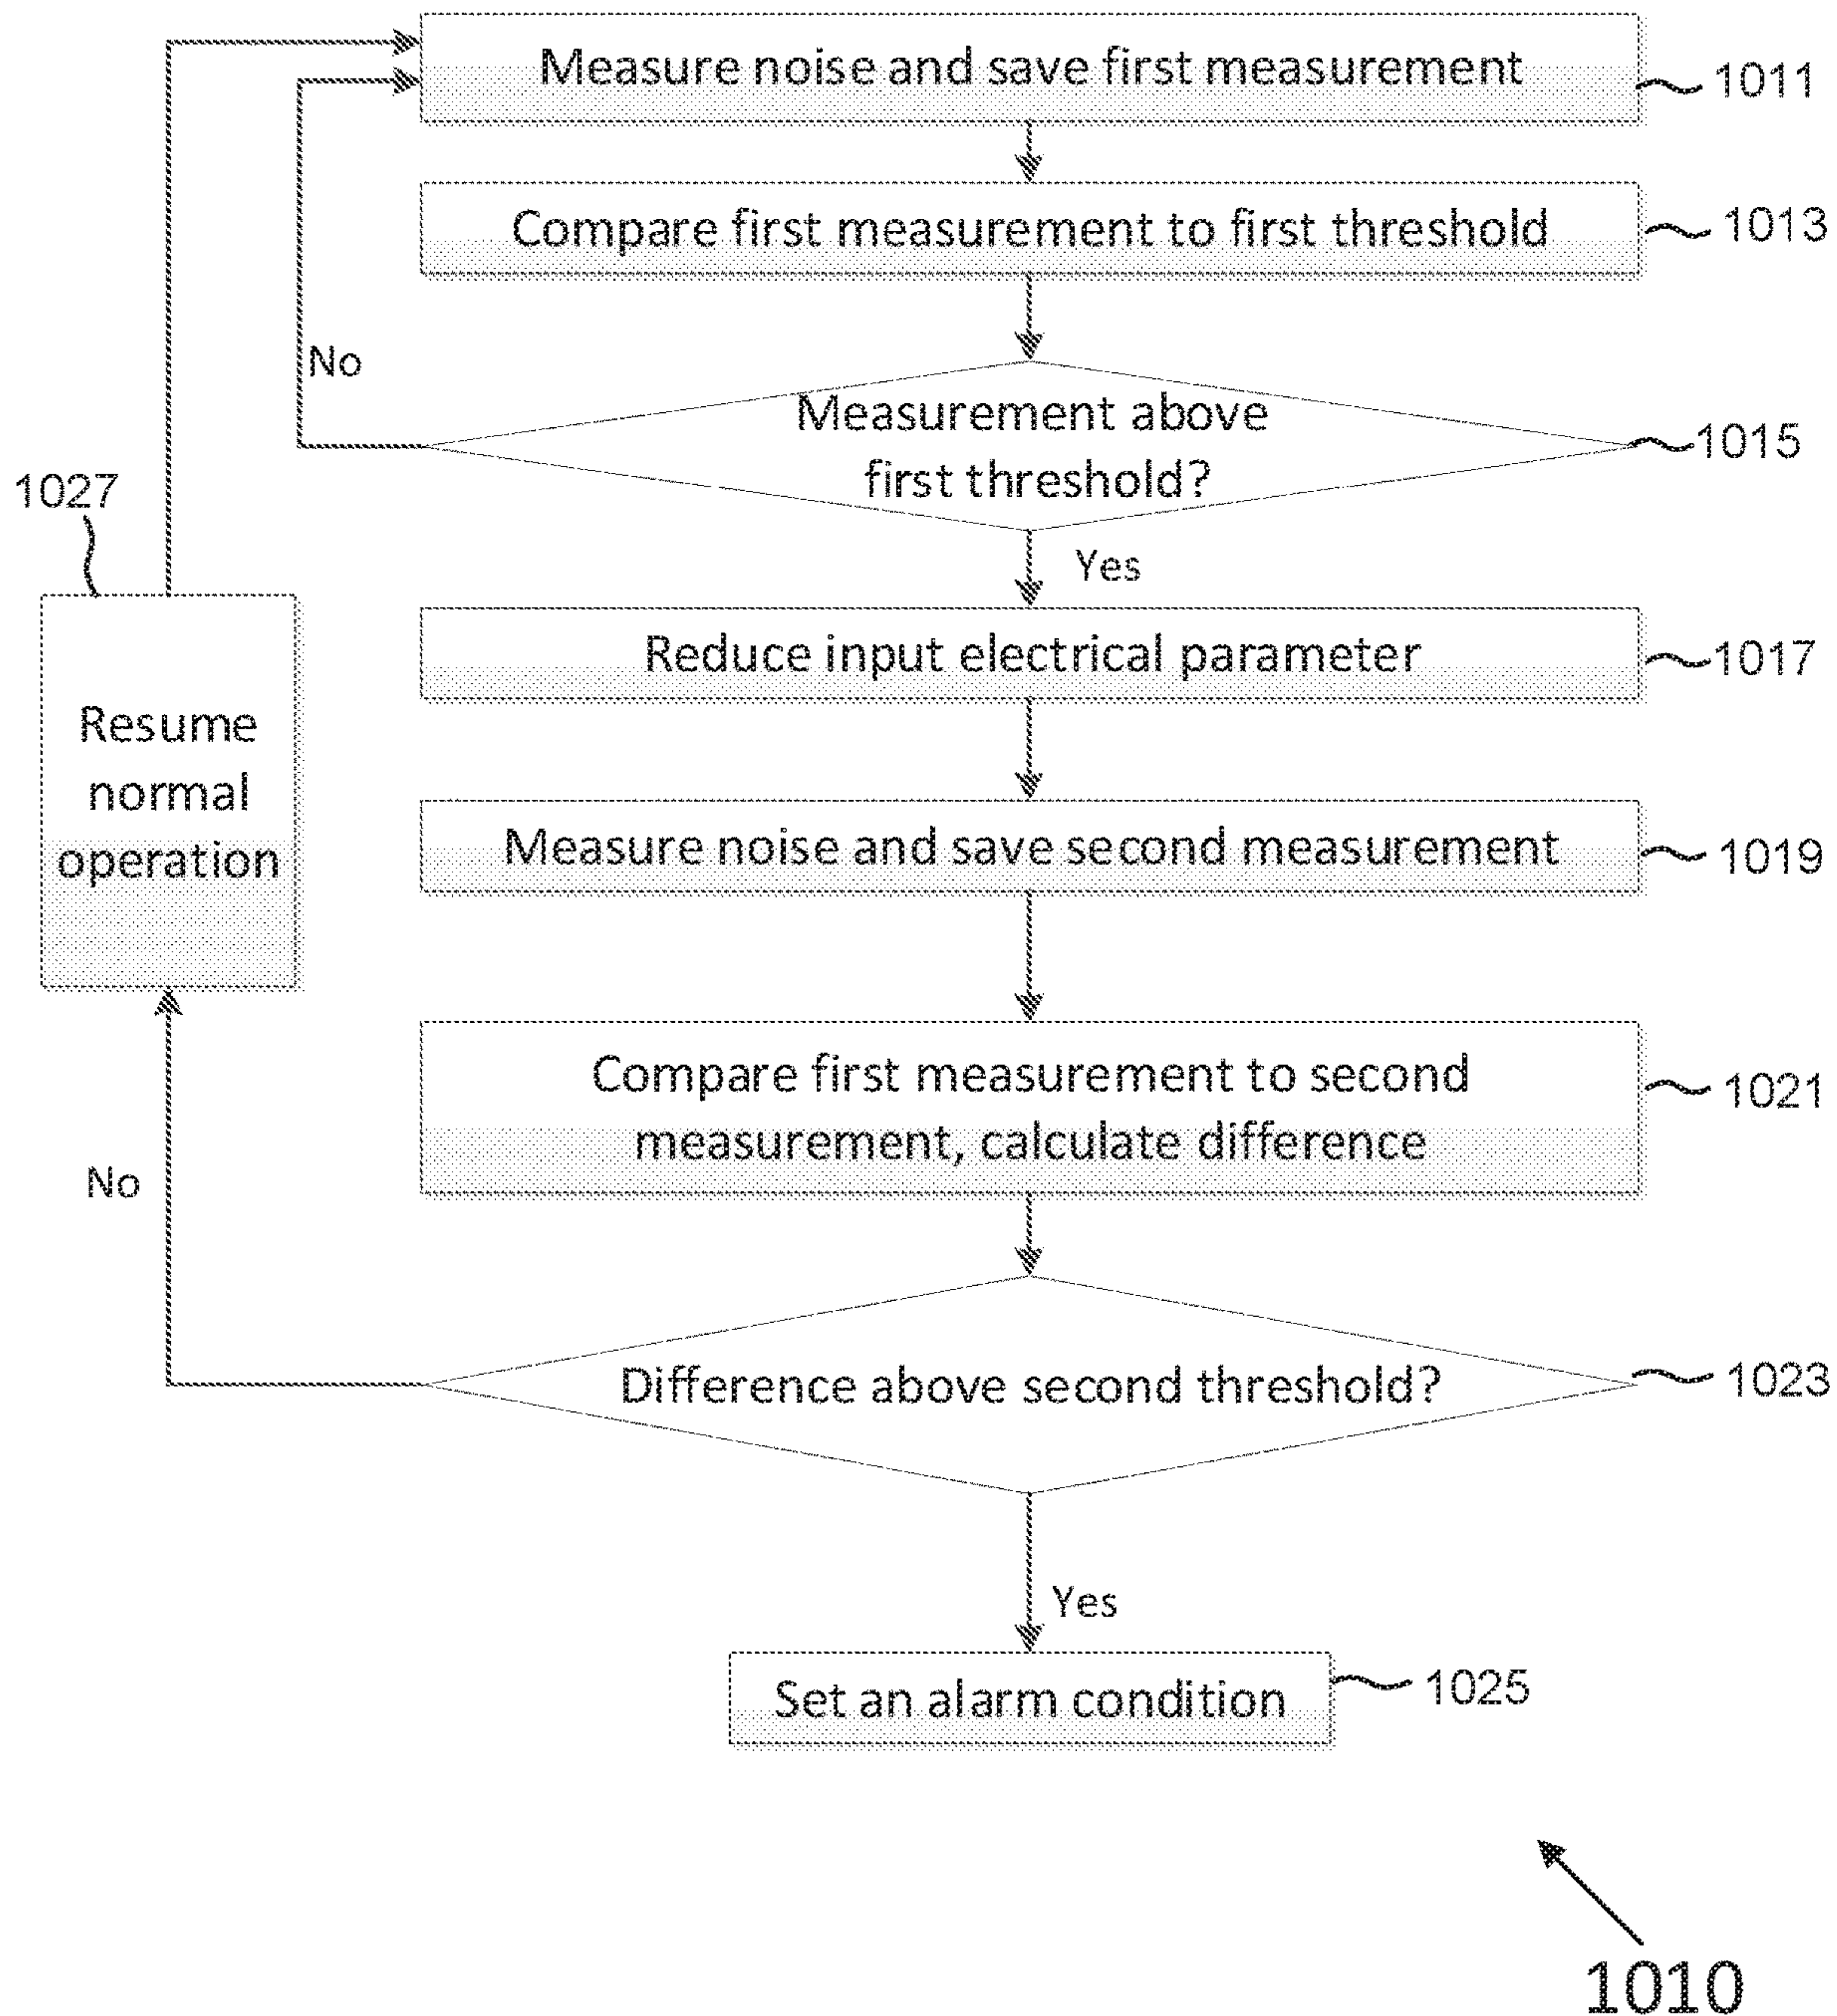 Measure noise and save first measurement
1011
Compare first measurement to first threshold
1013
No
Measurement above
first threshold?
1015
1027
Yes
Reduce input electrical parameter
1017
Resume
normal
operation
Measure noise and save second measurement
1019
Compare first measurement to second
measurement, calculate difference
1021
No
Difference above second threshold?
1023
Yes
Set an alarm condition
1025
1010